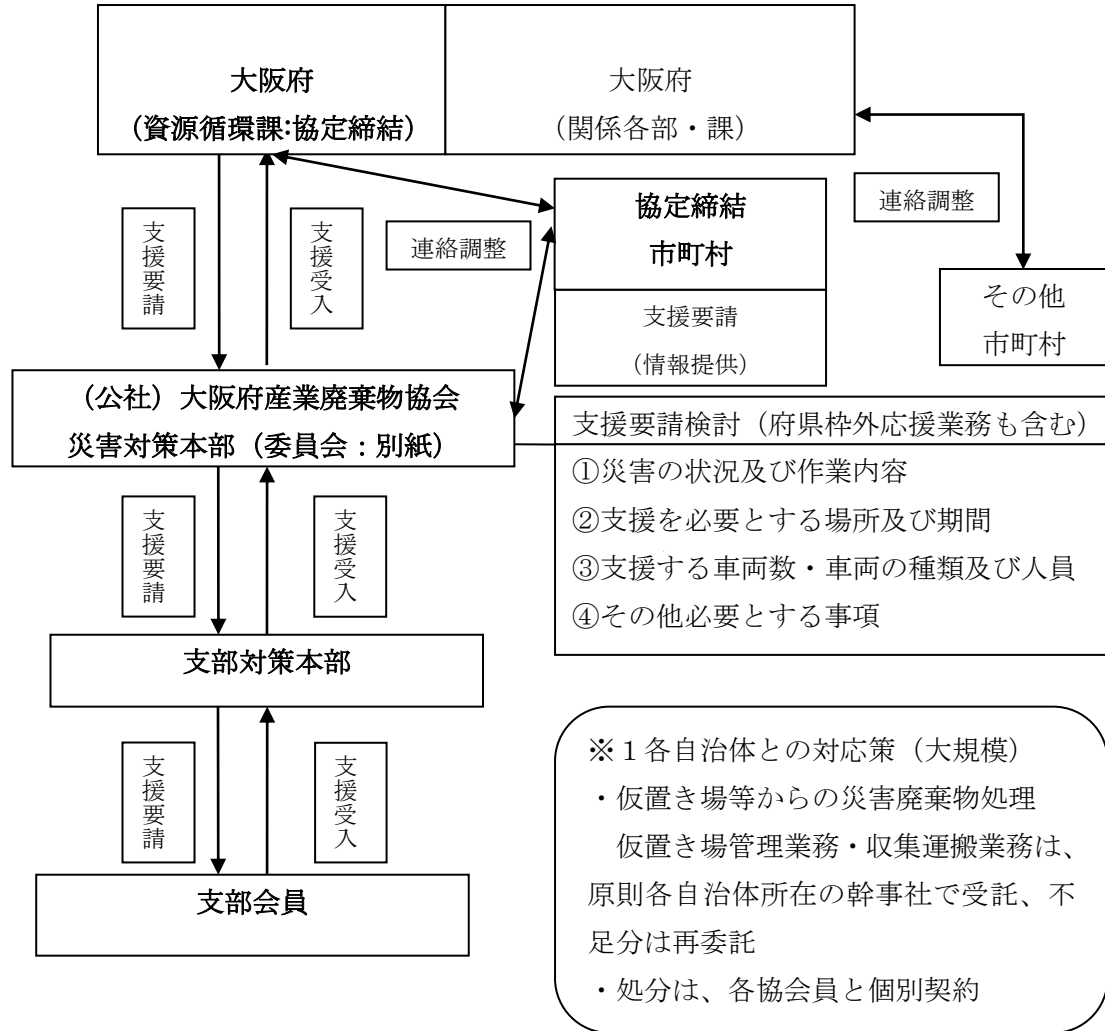 大阪府
(資源循環課:協定締結)
大阪府
(関係各部・課)
支援要請
支援受入
連絡調整
協定締結
市町村
支援要請
(情報提供)
連絡調整
その他
市町村
(公社)大阪府産業廃棄物協会
災害対策本部(委員会:別紙)
支援要請検討(府県枠外応援業務も含む)
①災害の状況及び作業内容
②支援を必要とする場所及び期間
③支援する車両数・車両の種類及び人員
④その他必要とする事項
支援要請
支援受入
支部対策本部
支援要請
支援受入
支部会員
※1各自治体との対応策(大規模)
・仮置き場等からの災害廃棄物処理
仮置き場管理業務・収集運搬業務は、
原則各自治体所在の幹事社で受託、不
足分は再委託
・処分は、各協会員と個別契約